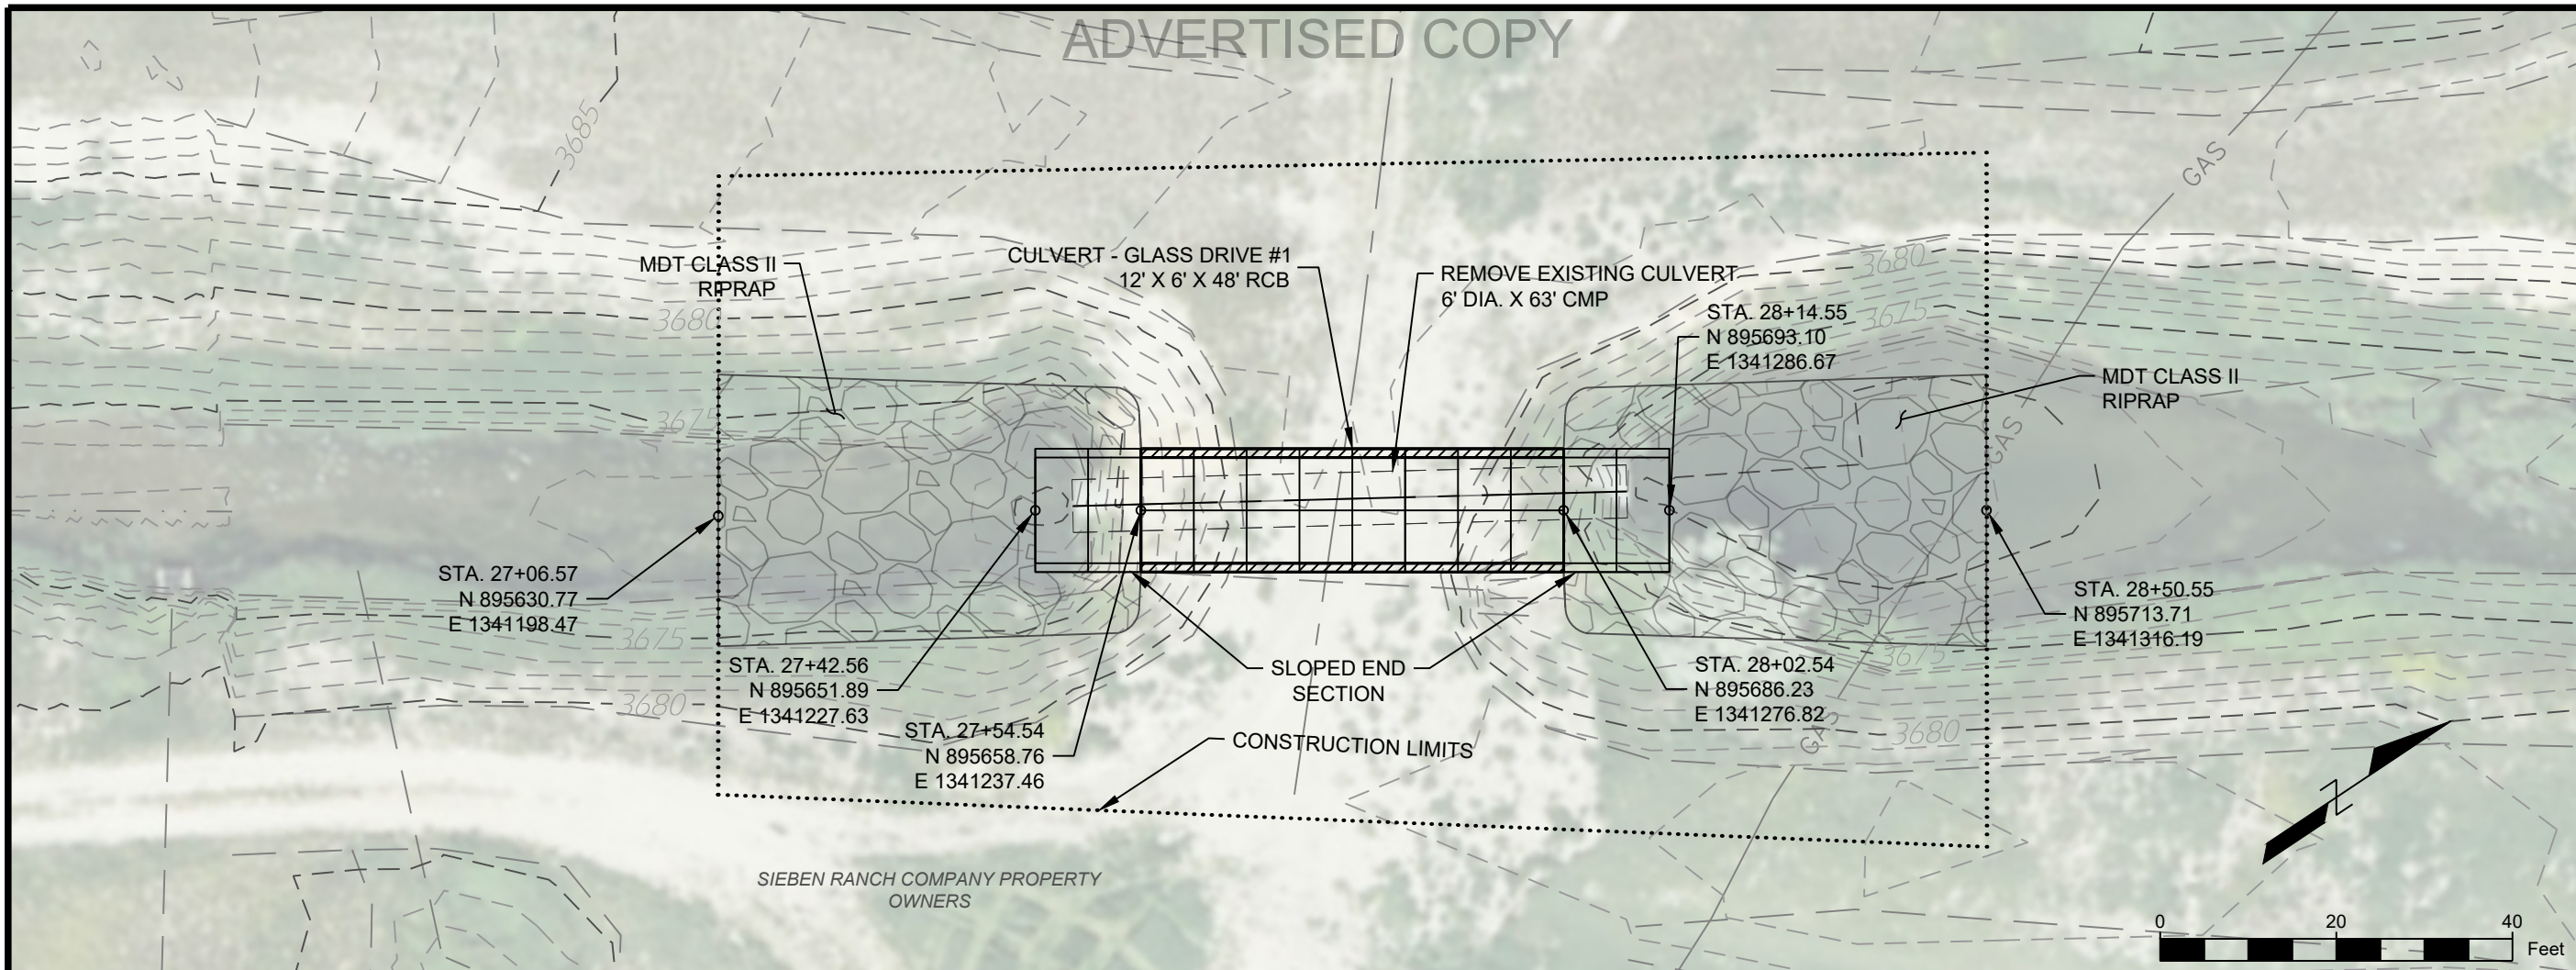 ADVERTISED COPY
3685
GAS
MDT CLASS II
RIPRAP
3680
CULVERT - GLASS DRIVE #1
12' X 6' X 48' RCB
REMOVE EXISTING CULVERT
6' DIA. X 63' CMP
3680
3675
STA. 28+14.55
N 895693.10
E 1341286.67
MDT CLASS II
RIPRAP
3675
GAS
STA. 27+06.57
N 895630.77
E 1341198.47
3675
STA. 28+50.55
N 895713.71
E 1341316.19
3675
STA. 27+42.56
N 895651.89
E 1341227.63
SLOPED END
SECTION
STA. 28+02.54
N 895686.23
E 1341276.82
3680
STA. 27+54.54
N 895658.76
E 1341237.46
CONSTRUCTION LIMITS
GAS
3680
Z
SIEBEN RANCH COMPANY PROPERTY
OWNERS
0 20 40
Feet